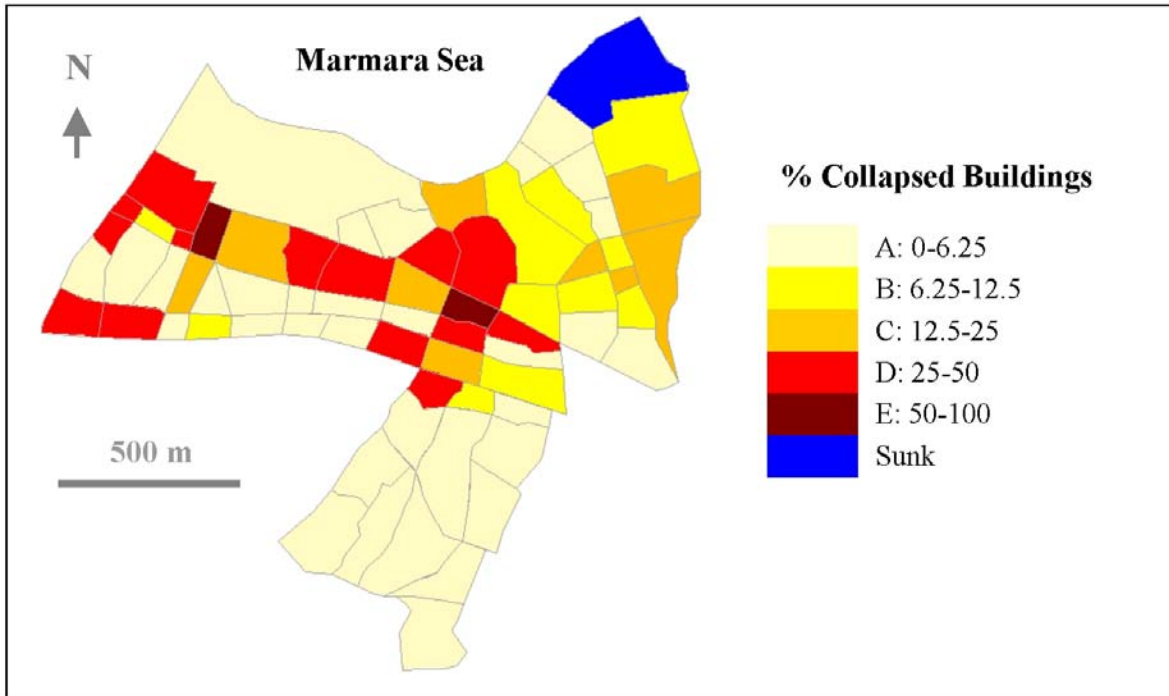 Marmara Sea
N
% Collapsed Buildings
A: 0-6.25
B: 6.25-12.5
C: 12.5-25
D: 25-50
E: 50-100
Sunk
500 m